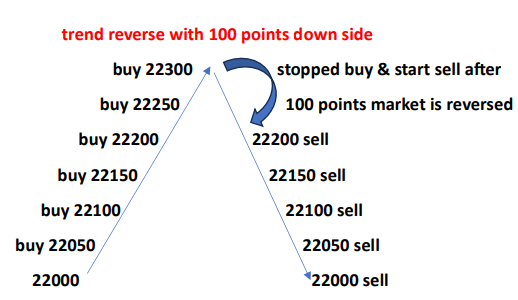 trend reverse with 100 points down side
buy 22300 stopped buy & start sell after
buy 22250 100 points market is reversed
buy 22200 22200 sell
buy 22150 22150 sell
buy 22100 22100 sell
buy 22050 22050 sell
22000 22000 sell